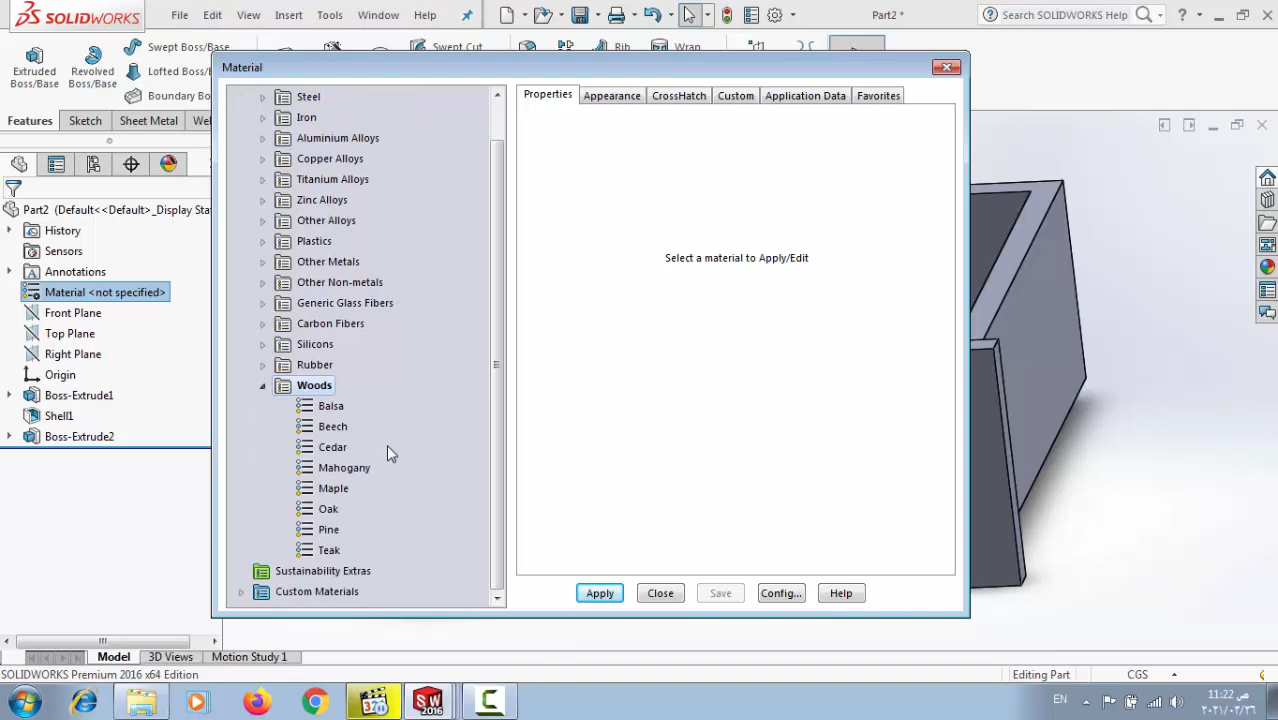 SOLIDWORKS
File
Edit
View
Insert
Tools
Window
Help
Part2 *
Search SOLIDWORKS Help
?
Extruded
Boss/Base
Revolved
Boss/Base
Swept Boss/Base
Lofted Boss/Bas
Boundary Bo
Swept Cut
Rib
Wrap
Features
Sketch
Sheet Metal
Wel
Part2 (Default<<Default>_Display Sta
History
Sensors
Annotations
Material <not specified>
Front Plane
Top Plane
Right Plane
Origin
Boss-Extrude1
Shell1
Boss-Extrude2
Material
Steel
Iron
Aluminium Alloys
Copper Alloys
Titanium Alloys
Zinc Alloys
Other Alloys
Plastics
Other Metals
Other Non-metals
Generic Glass Fibers
Carbon Fibers
Silicons
Rubber
Woods
Balsa
Beech
Cedar
Mahogany
Maple
Oak
Pine
Teak
Sustainability Extras
Custom Materials
Properties
Appearance
CrossHatch
Custom
Application Data
Favorites
Select a material to Apply/Edit
Apply
Close
Save
Config...
Help
Model
3D Views
Motion Study 1
SOLIDWORKS Premium 2016 x64 Edition
Editing Part
CGS
EN
11:22 ص
٢٠٢١/٠٣/٢٦